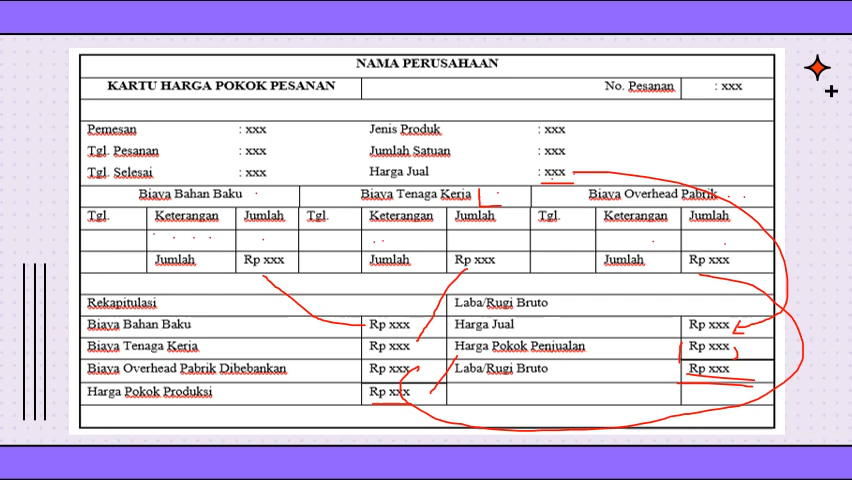 NAMA PERUSAHAAN
KARTU HARGA POKOK PESANAN No. Pesanan : xxx
Pemesan : xxx Jenis Produk : xxx
Tgl. Pesanan : xxx Jumlah Satuan : xxx
Tgl. Selesai : xxx Harga Jual : xxx
Biaya Bahan Baku Biaya Tenaga Kerja Biaya Overhead Pabrik
Tgl. Keterangan Jumlah Tgl. Keterangan Jumlah Tgl. Keterangan Jumlah
Jumlah Rp xxx Jumlah Rp xxx Jumlah Rp xxx
Rekapitulasi Laba/Rugi Bruto
Biaya Bahan Baku Rp xxx Harga Jual Rp xxx
Biaya Tenaga Kerja Rp xxx Harga Pokok Penjualan Rp xxx
Biaya Overhead Pabrik Dibebankan Rp xxx Laba/Rugi Bruto Rp xxx
Harga Pokok Produksi Rp xxx